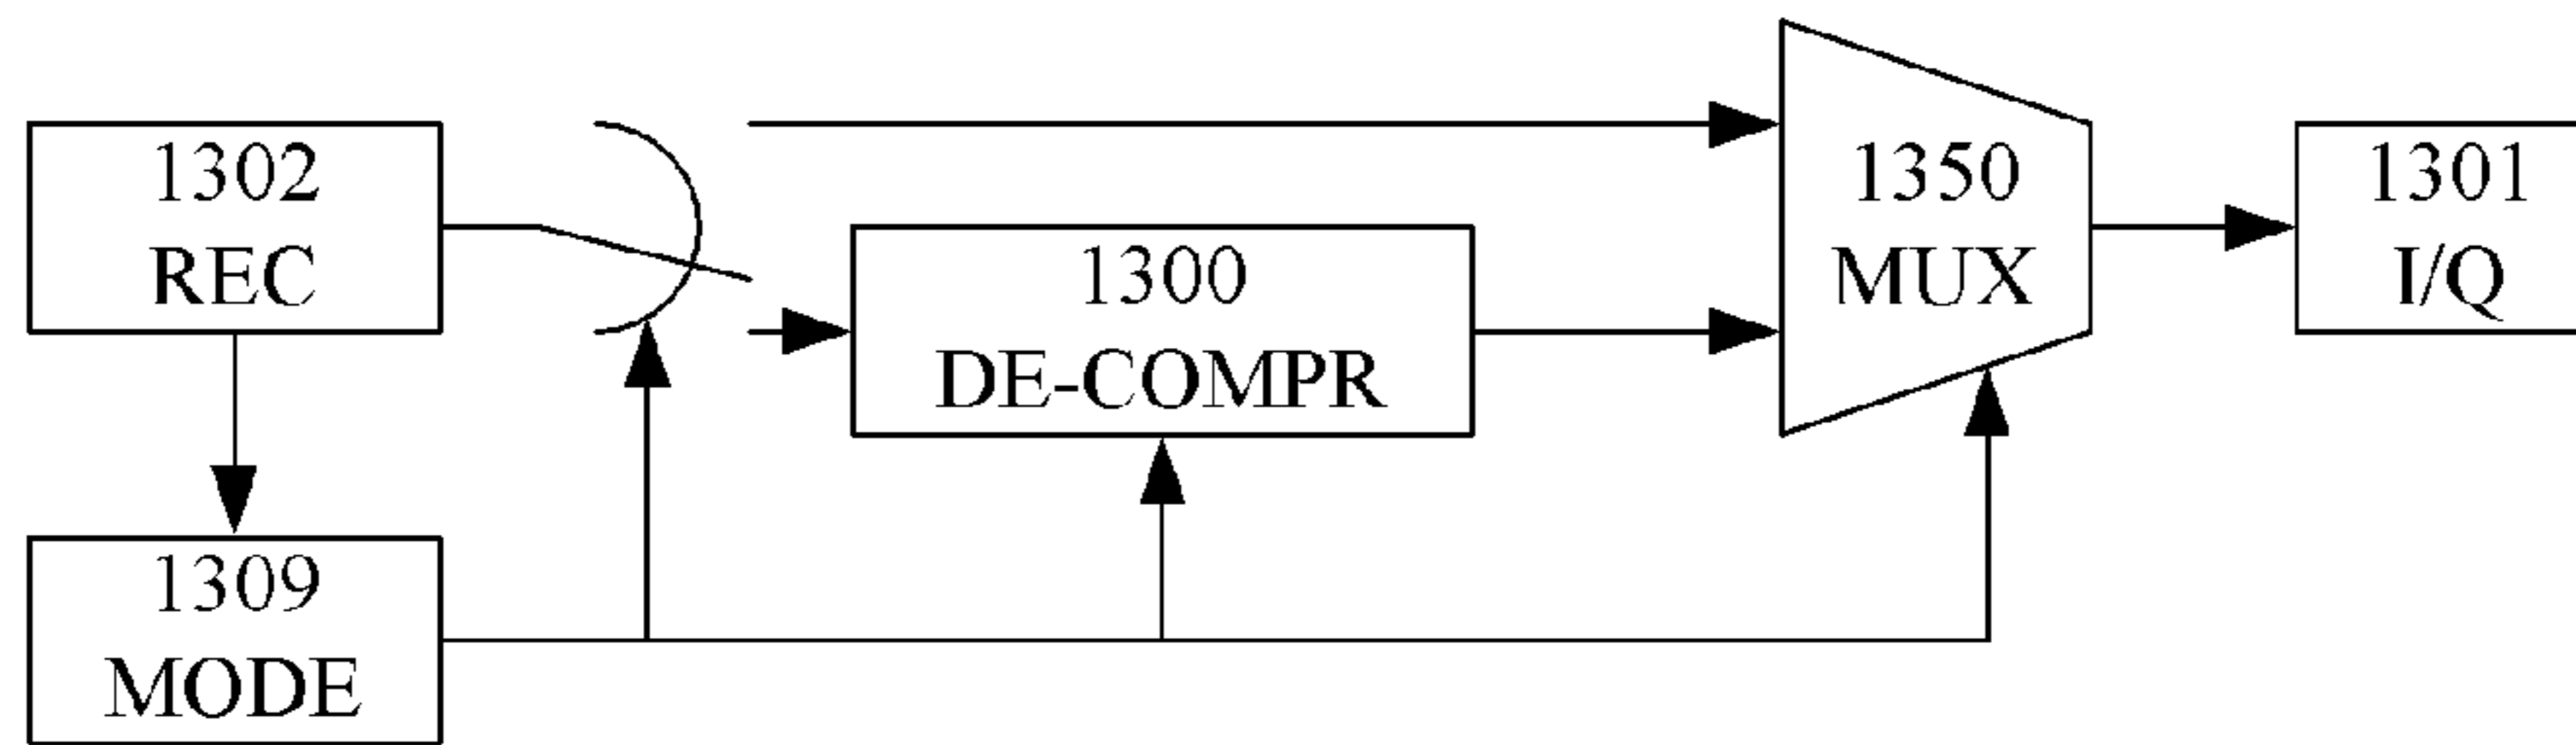 1302
REC
1300
DE-COMPR
1350
MUX
1301
I/Q
1309
MODE